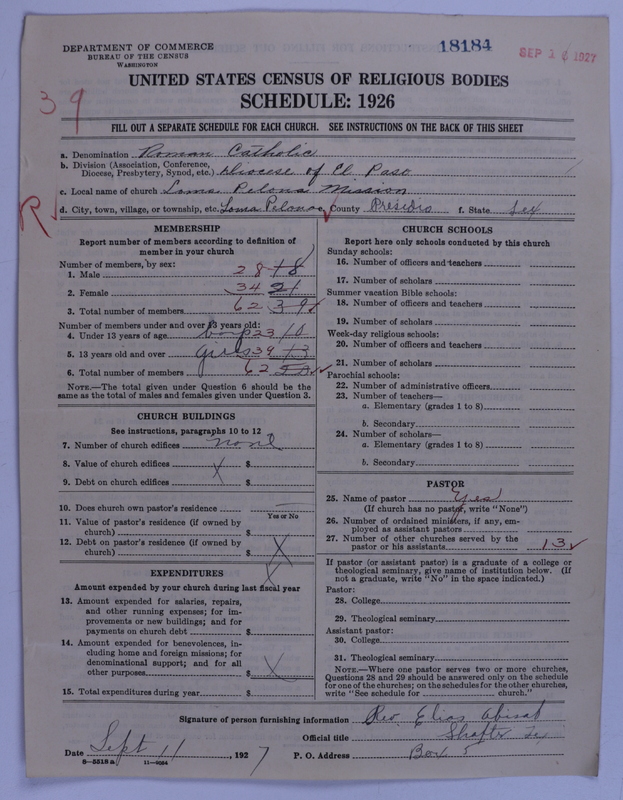 DEPARTMENT OF COMMERCE
BUREAU OF THE CENSUS
WASHINGTON
18184
SEP 14 1927
UNITED STATES CENSUS OF RELIGIOUS BODIES
SCHEDULE: 1926
39
FILL OUT A SEPARATE SCHEDULE FOR EACH CHURCH. SEE INSTRUCTIONS ON THE BACK OF THIS SHEET
a. Denomination Roman Catholic
b. Division (Association, Conference, Diocese, Presbytery, Synod, etc.) Diocese of El Paso
c. Local name of church Loma Pelona Mission
R
d. City, town, village, or township, etc. Loma Pelona County Presidio f. State Tex
MEMBERSHIP
Report number of members according to definition of member in your church
Number of members, by sex:
1. Male 28 18
2. Female 34 21
3. Total number of members 62 39
Number of members under and over 13 years old:
4. Under 13 years of age boys 23 10
5. 13 years old and over girls 39 13
6. Total number of members 62
NOTE.—The total given under Question 6 should be the same as the total of males and females given under Question 3.
CHURCH BUILDINGS
See instructions, paragraphs 10 to 12
7. Number of church edifices none
8. Value of church edifices $
9. Debt on church edifices $
10. Does church own pastor's residence
Yes or No
11. Value of pastor's residence (if owned by church) $
12. Debt on pastor's residence (if owned by church) $
EXPENDITURES
Amount expended by your church during last fiscal year
13. Amount expended for salaries, repairs, and other running expenses; for improvements or new buildings; and for payments on church debt $
14. Amount expended for benevolences, including home and foreign missions; for denominational support; and for all other purposes $
15. Total expenditures during year $
CHURCH SCHOOLS
Report here only schools conducted by this church
Sunday schools:
16. Number of officers and teachers
17. Number of scholars
Summer vacation Bible schools:
18. Number of officers and teachers
19. Number of scholars
Week-day religious schools:
20. Number of officers and teachers
21. Number of scholars
Parochial schools:
22. Number of administrative officers
23. Number of teachers—
a. Elementary (grades 1 to 8)
b. Secondary
24. Number of scholars—
a. Elementary (grades 1 to 8)
b. Secondary
PASTOR
25. Name of pastor Yes
(If church has no pastor, write "None")
26. Number of ordained ministers, if any, employed as assistant pastors
27. Number of other churches served by the pastor or his assistants 13
If pastor (or assistant pastor) is a graduate of a college or theological seminary, give name of institution below. (If not a graduate, write "No" in the space indicated.)
Pastor:
28. College
29. Theological seminary
Assistant pastor:
30. College
31. Theological seminary
NOTE.—Where one pastor serves two or more churches, Questions 28 and 29 should be answered only on the schedule for one of the churches; on the schedules for the other churches, write "See schedule for church."
Signature of person furnishing information Rev. Elias Abisab
Official title Shafter Tex
Date Sept 11, 1927 P. O. Address Box 5
8-5518a 11-9064